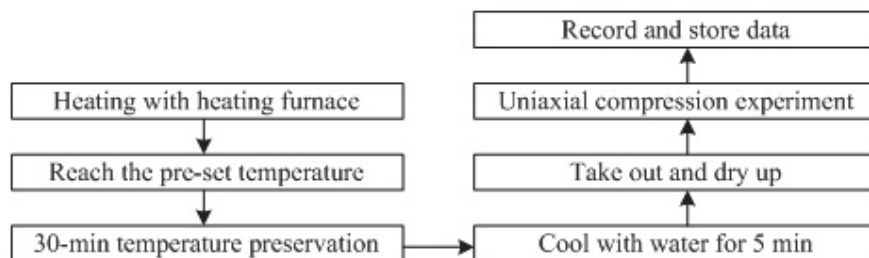 Heating with heating furnace
Reach the pre-set temperature
30-min temperature preservation
Cool with water for 5 min
Take out and dry up
Uniaxial compression experiment
Record and store data